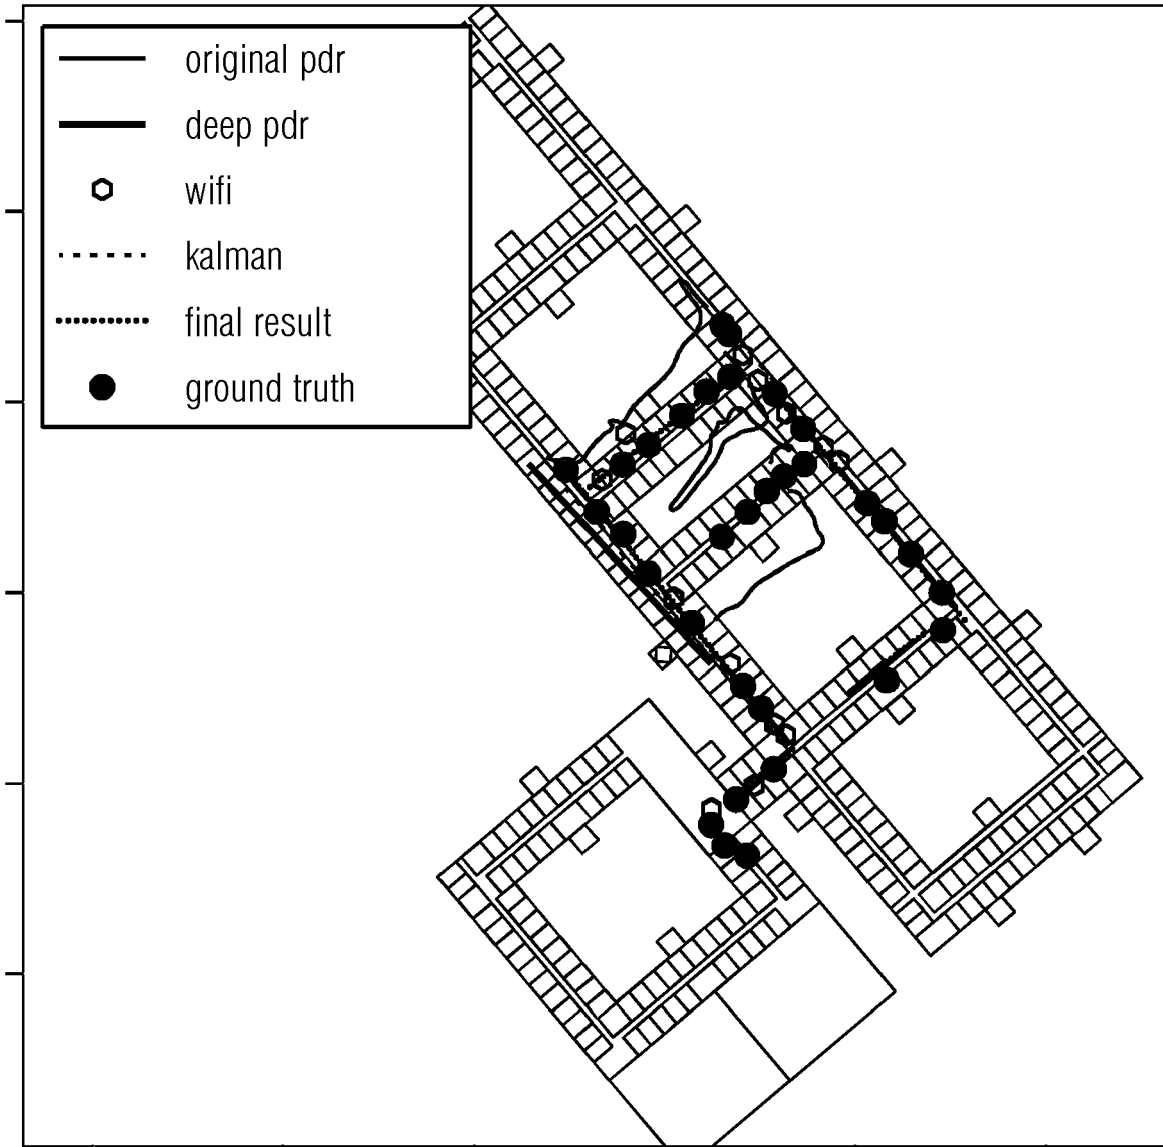 original pdr
deep pdr
wifi
kalman
final result
ground truth